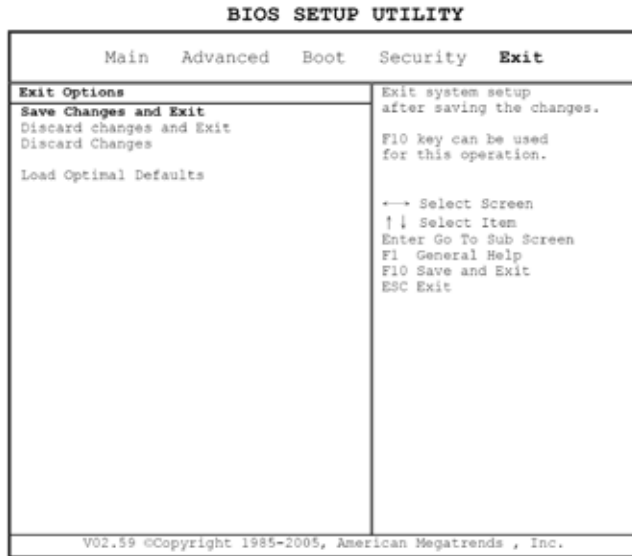 BIOS SETUP UTILITY
Main Advanced Boot Security Exit
Exit Options
Save Changes and Exit
Discard changes and Exit
Discard Changes
Load Optimal Defaults
Exit system setup
after saving the changes.
F10 key can be used
for this operation.
←→ Select Screen
↑↓ Select Item
Enter Go To Sub Screen
F1 General Help
F10 Save and Exit
ESC Exit
V02.59 ©Copyright 1985-2005, American Megatrends , Inc.